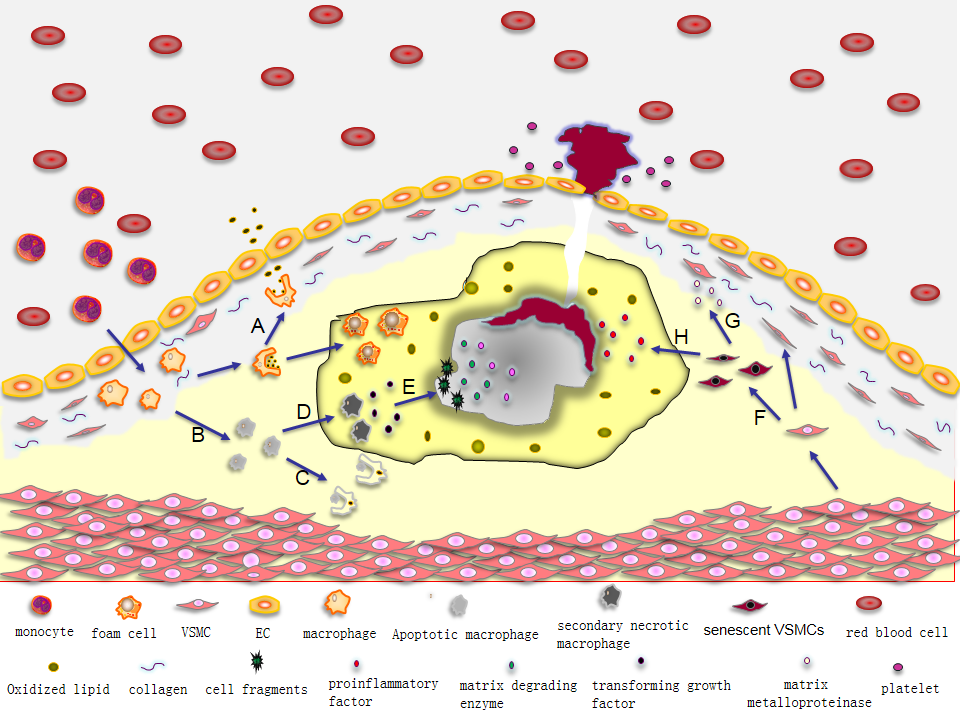 A
B
C
D
E
F
G
H
monocyte
foam cell
VSMC
EC
macrophage
Apoptotic macrophage
secondary necrotic
macrophage
senescent VSMCs
red blood cell
Oxidized lipid
collagen
cell fragments
proinflammatory
factor
matrix degrading
enzyme
transforming growth
factor
matrix
metalloproteinase
platelet